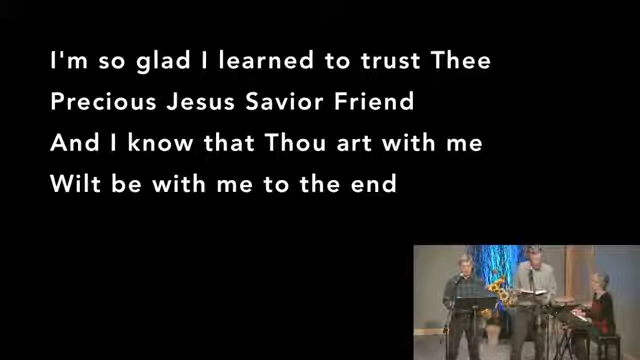 I'm so glad I learned to trust Thee
Precious Jesus Savior Friend
And I know that Thou art with me
Wilt be with me to the end